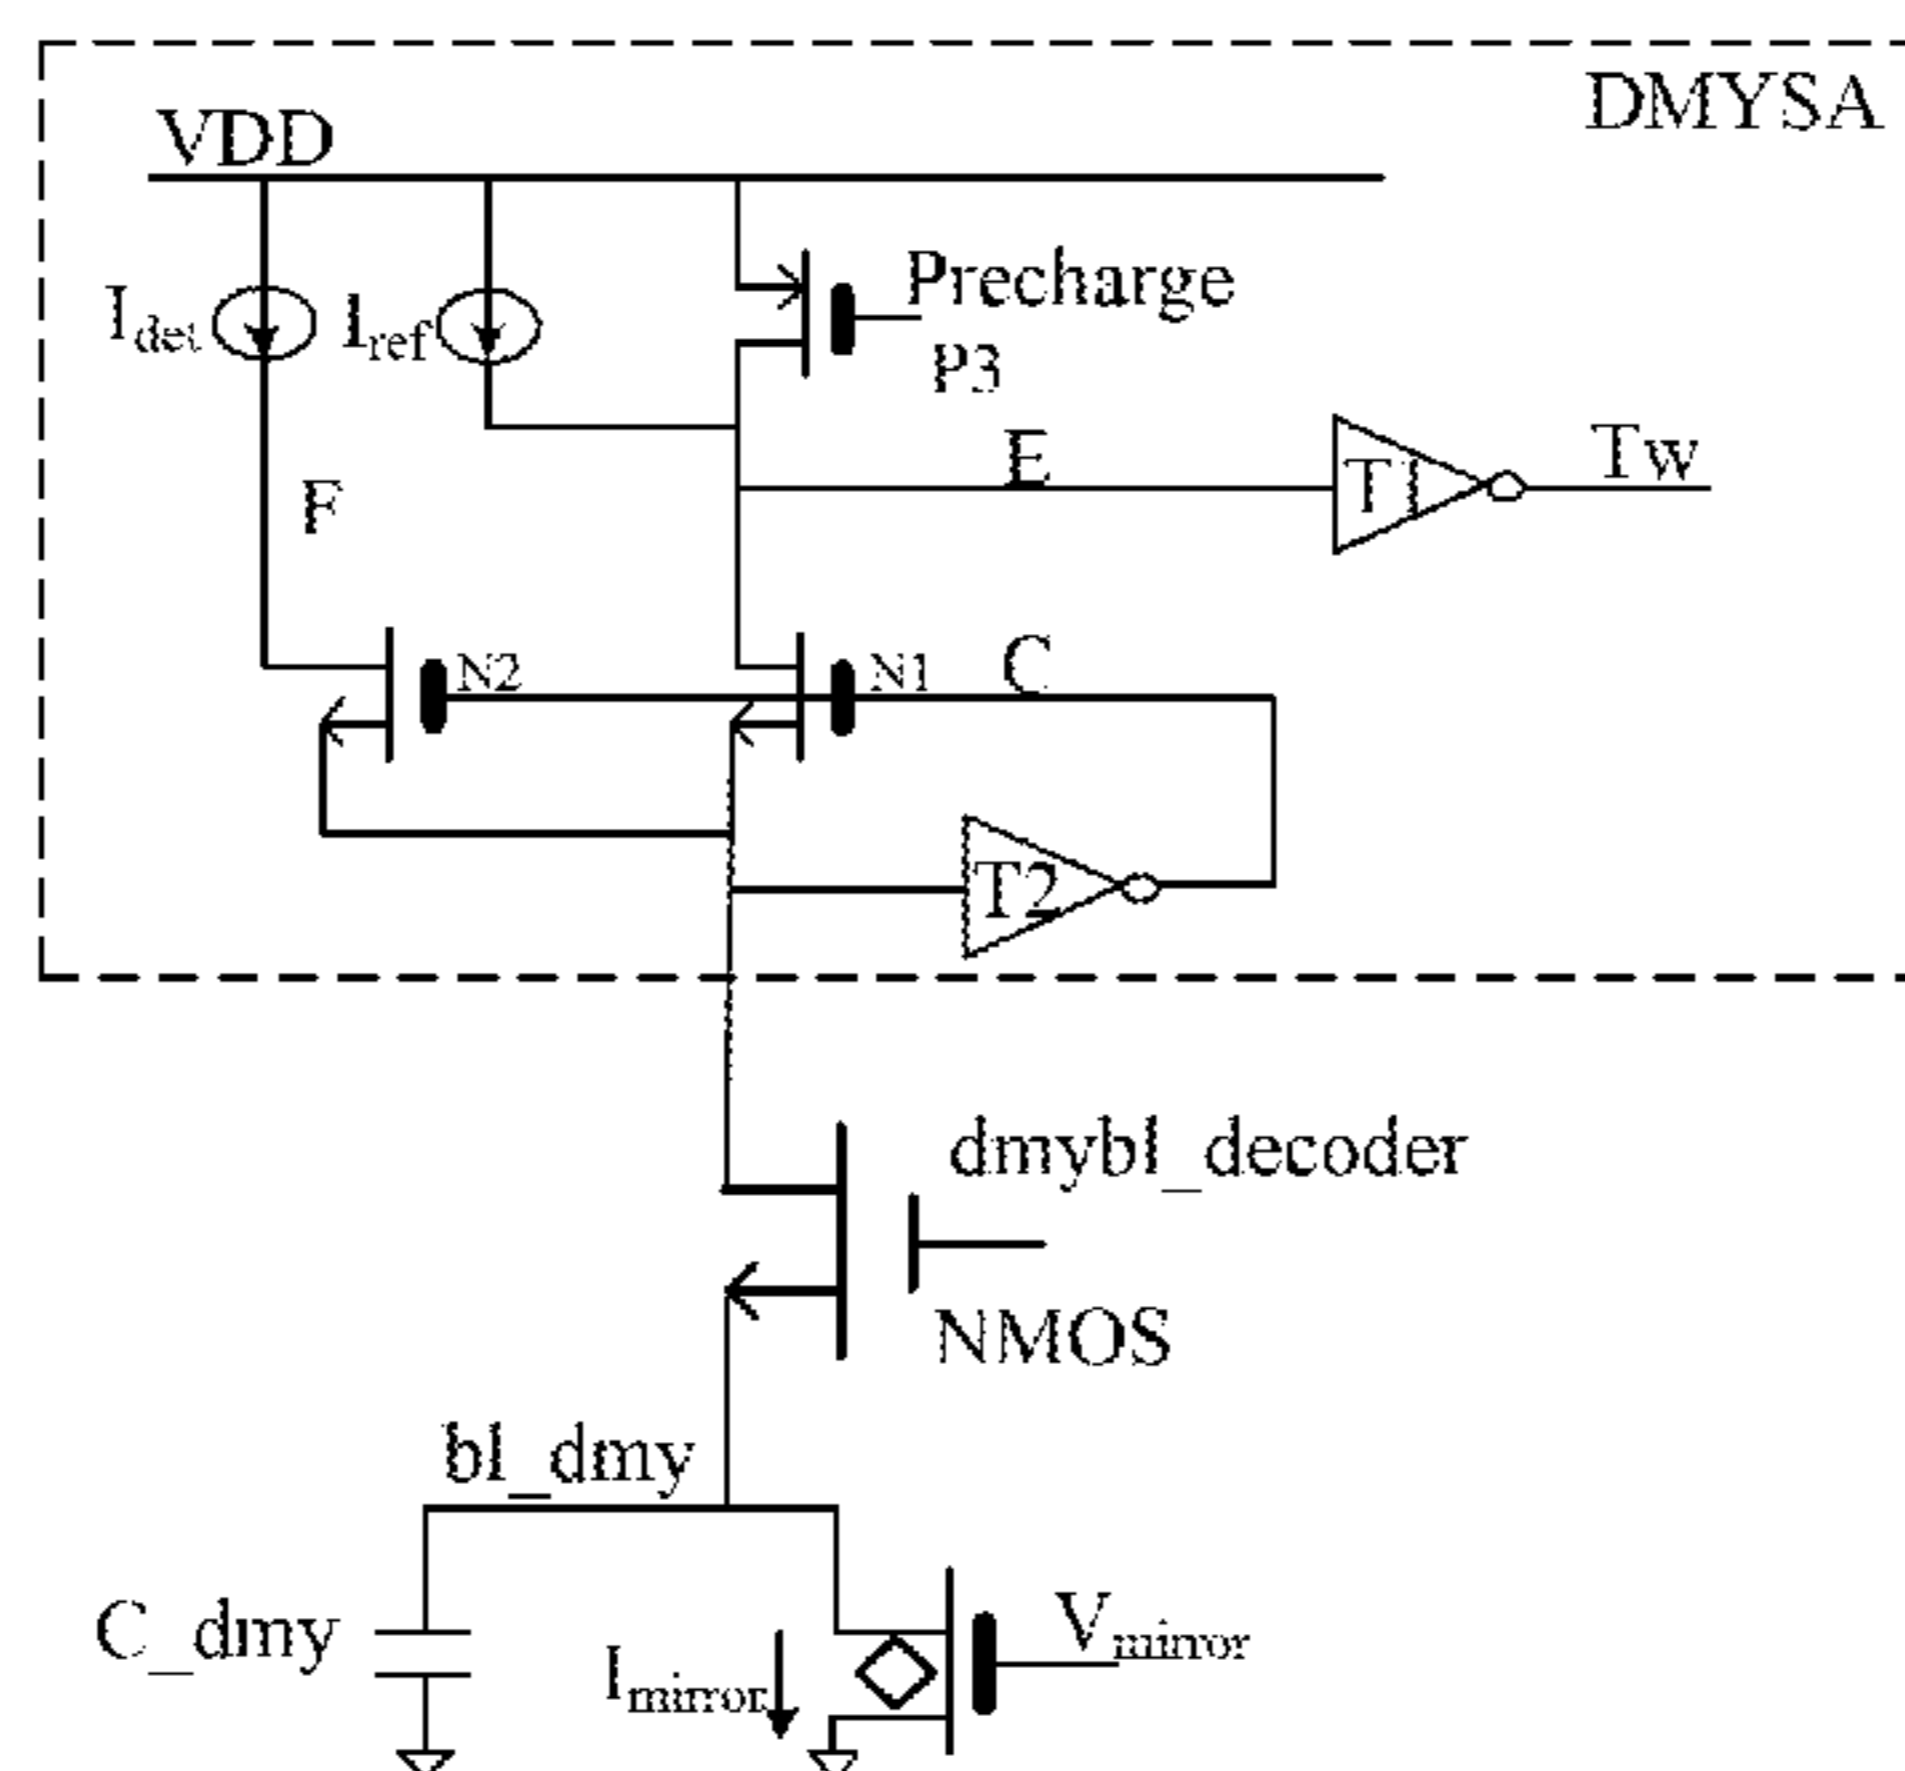 DMYSA
VDD
Idet
Iref
Precharge
P3
E
T1
Tw
F
N2
N1
C
T2
dmybl_decoder
NMOS
bl_dmy
C_dmy
Imirror
Vmirror